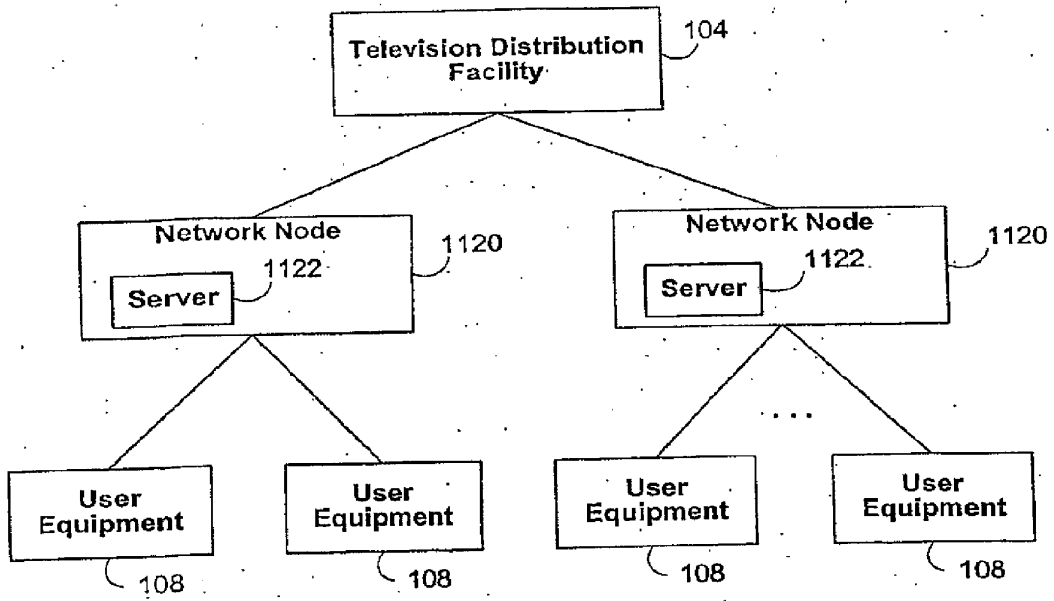 Television Distribution
Facility
104
Network Node
1120
Server
1122
Network Node
1120
Server
1122
. . .
User
Equipment
108
User
Equipment
108
User
Equipment
108
User
Equipment
108